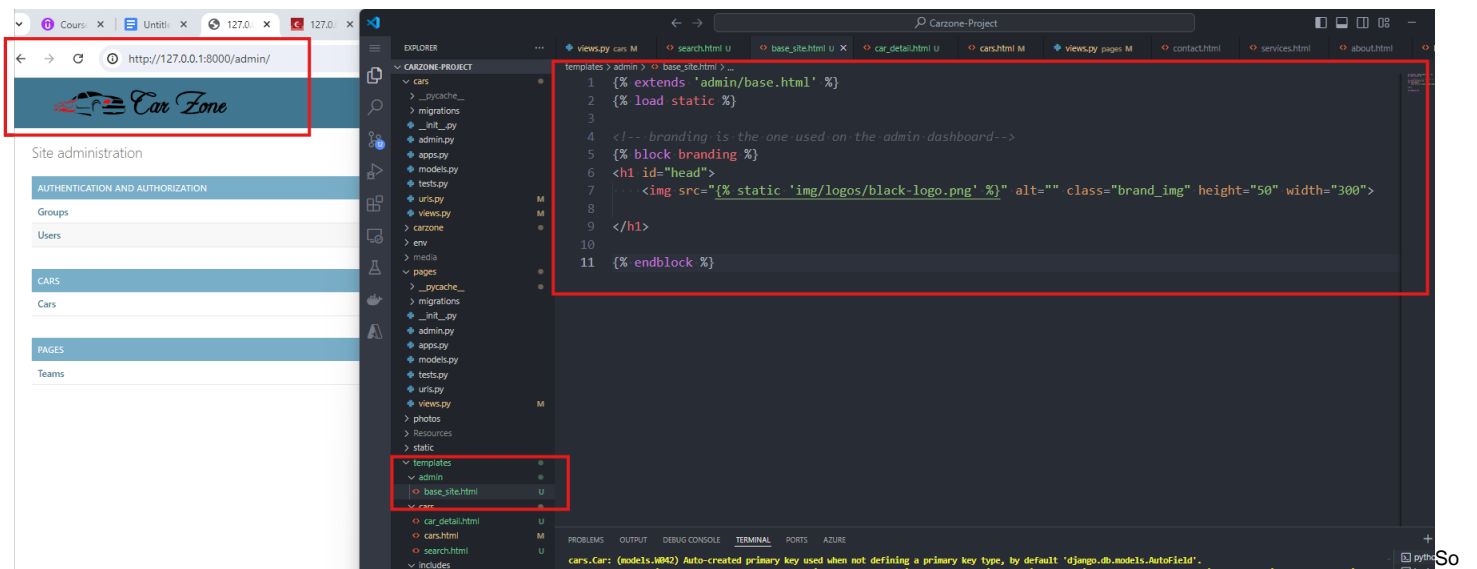 Cours
Untitl
127.0.
127.0.
http://127.0.0.1:8000/admin/
Car Zone
Site administration
AUTHENTICATION AND AUTHORIZATION
Groups
Users
CARS
Cars
PAGES
Teams
Carzone-Project
EXPLORER
views.py cars M
search.html U
base_site.html U
car_detail.html U
cars.html M
views.py pages M
contact.html
services.html
about.html
CARZONE-PROJECT
cars
__pycache__
migrations
__init__.py
admin.py
apps.py
models.py
tests.py
urls.py M
views.py M
carzone
env
media
pages
__pycache__
migrations
__init__.py
admin.py
apps.py
models.py
tests.py
urls.py
views.py M
photos
Resources
static
templates
admin
base_site.html U
cars
car_detail.html U
cars.html M
search.html U
includes
templates > admin > base_site.html > ...
1 {% extends 'admin/base.html' %}
2 {% load static %}
3
4 <!-- branding is the one used on the admin dashboard-->
5 {% block branding %}
6 <h1 id="head">
7 <img src="{% static 'img/logos/black-logo.png' %}" alt="" class="brand_img" height="50" width="300">
8
9 </h1>
10
11 {% endblock %}
PROBLEMS OUTPUT DEBUG CONSOLE TERMINAL PORTS AZURE
cars.Car: (models.W042) Auto-created primary key used when not defining a primary key type, by default 'django.db.models.AutoField'.
pyth
So